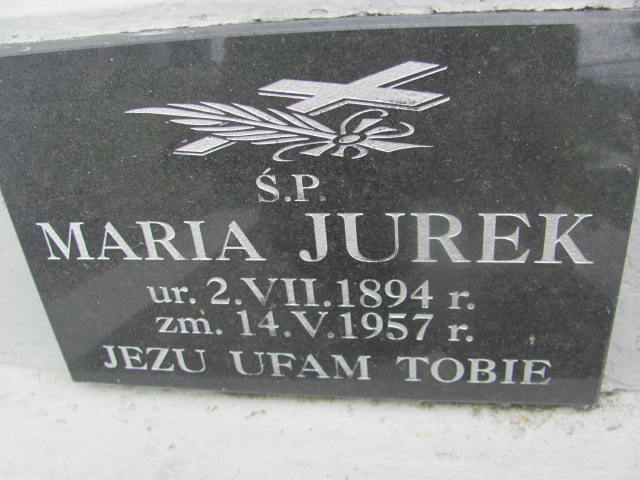 Ś.P.
MARIA JUREK
ur. 2.VII.1894 r.
zm. 14.V.1957 r.
JEZU UFAM TOBIE